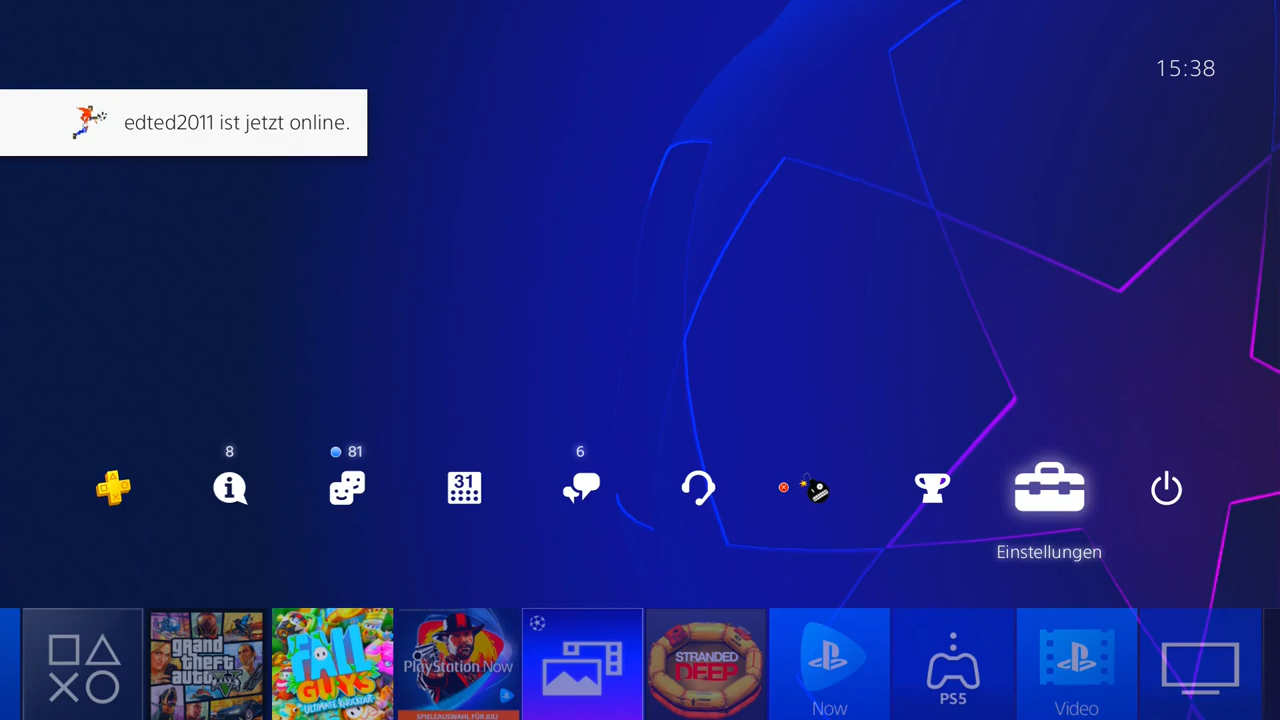 15:38
edted2011 ist jetzt online.
8
81
6
31
Einstellungen
grand
theft
auto
V
FALL
GUYS
ULTIMATE KNOCKOUT
PlayStation Now
SPIELEAUSWAHL FÜR JULI
STRANDED
DEEP
Now
PS5
Video